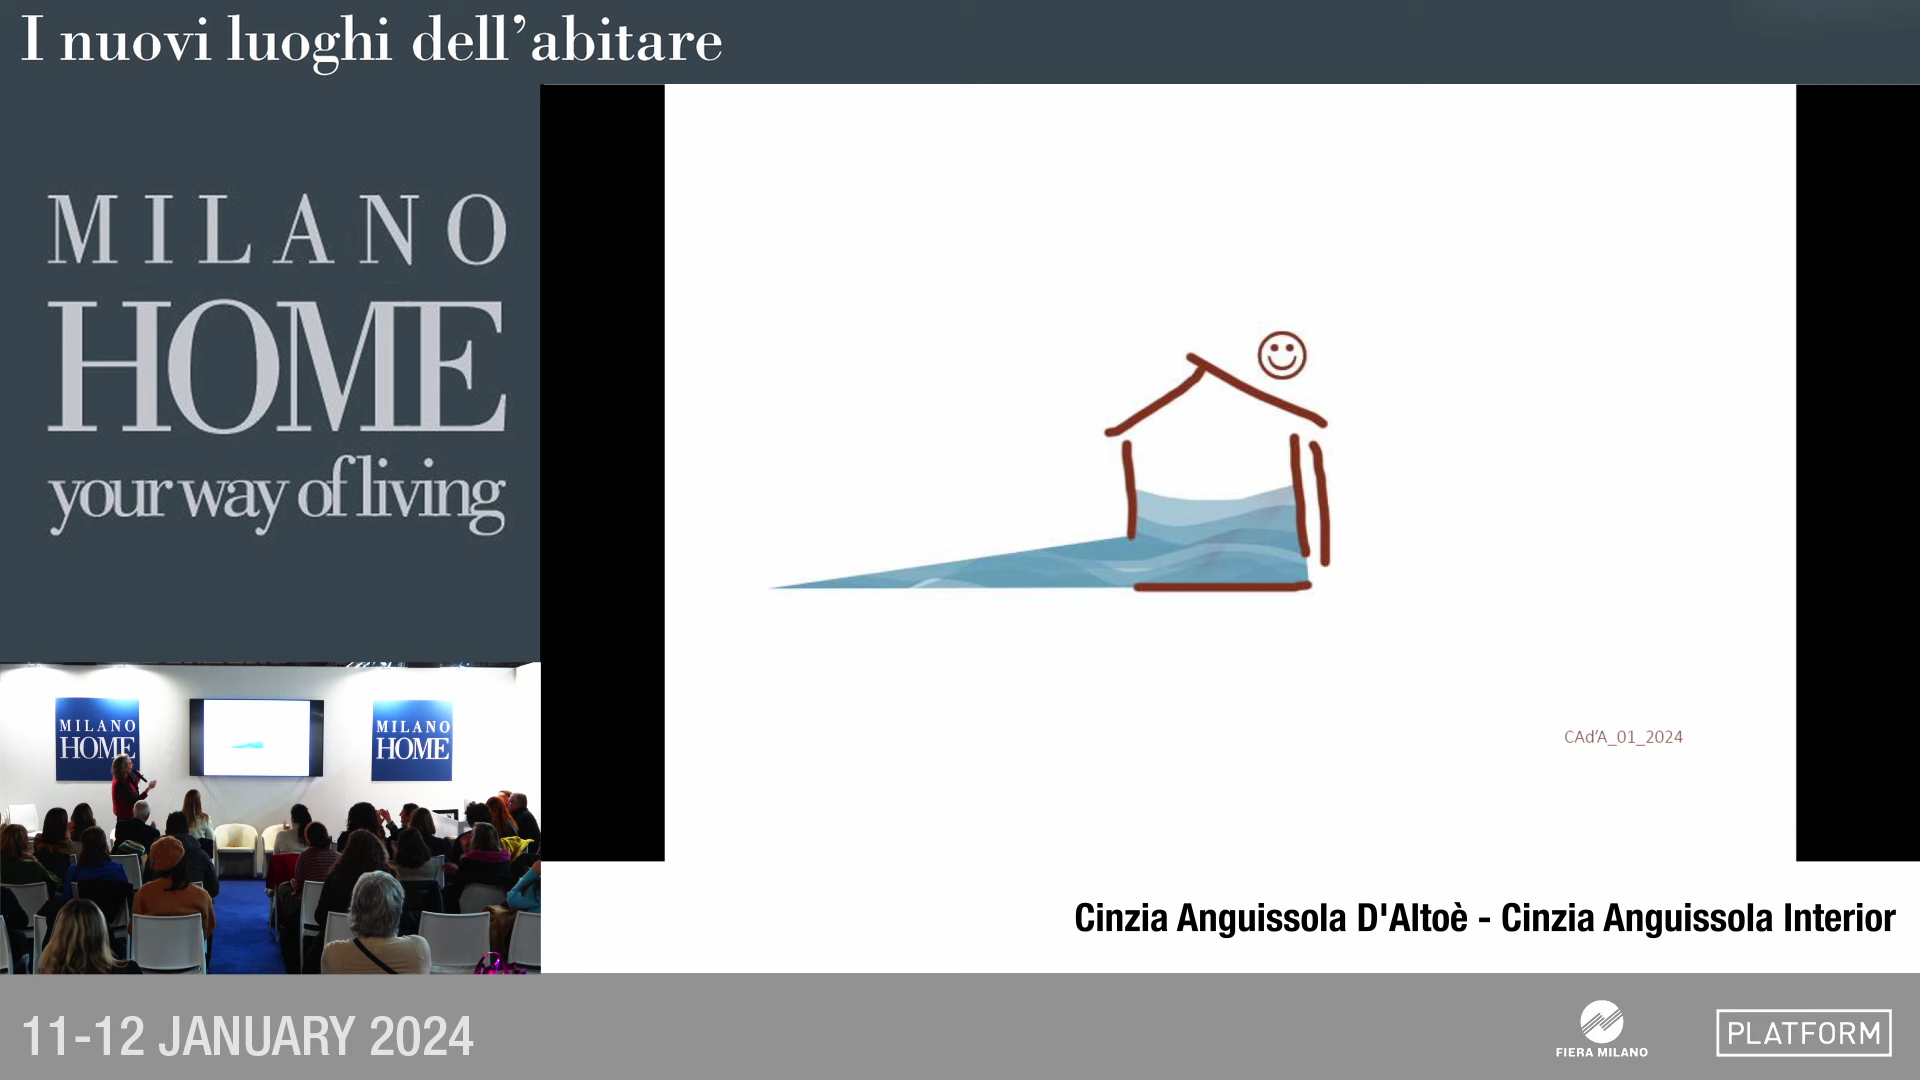 I nuovi luoghi dell’abitare
MILANO
HOME
your way of living
CAd’A_01_2024
MILANO
HOME
MILANO
HOME
Cinzia Anguissola D'Altoè - Cinzia Anguissola Interior
11-12 JANUARY 2024
FIERA MILANO
PLATFORM